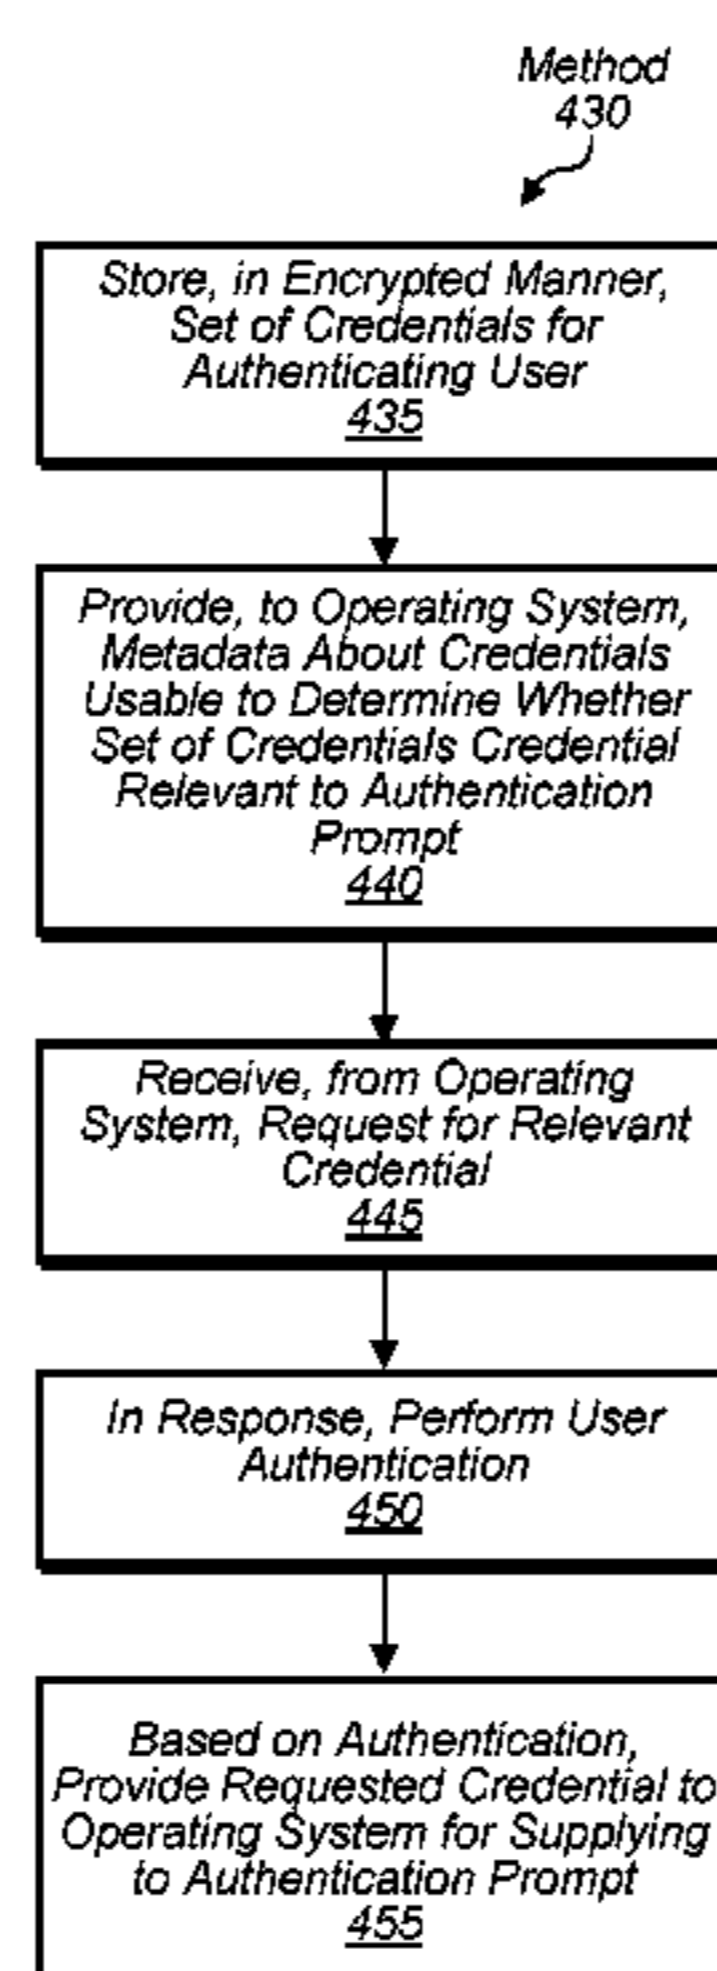 Method
430
Store, in Encrypted Manner,
Set of Credentials for
Authenticating User
435
Provide, to Operating System,
Metadata About Credentials
Usable to Determine Whether
Set of Credentials Credential
Relevant to Authentication
Prompt
440
Receive, from Operating
System, Request for Relevant
Credential
445
In Response, Perform User
Authentication
450
Based on Authentication,
Provide Requested Credential to
Operating System for Supplying
to Authentication Prompt
455